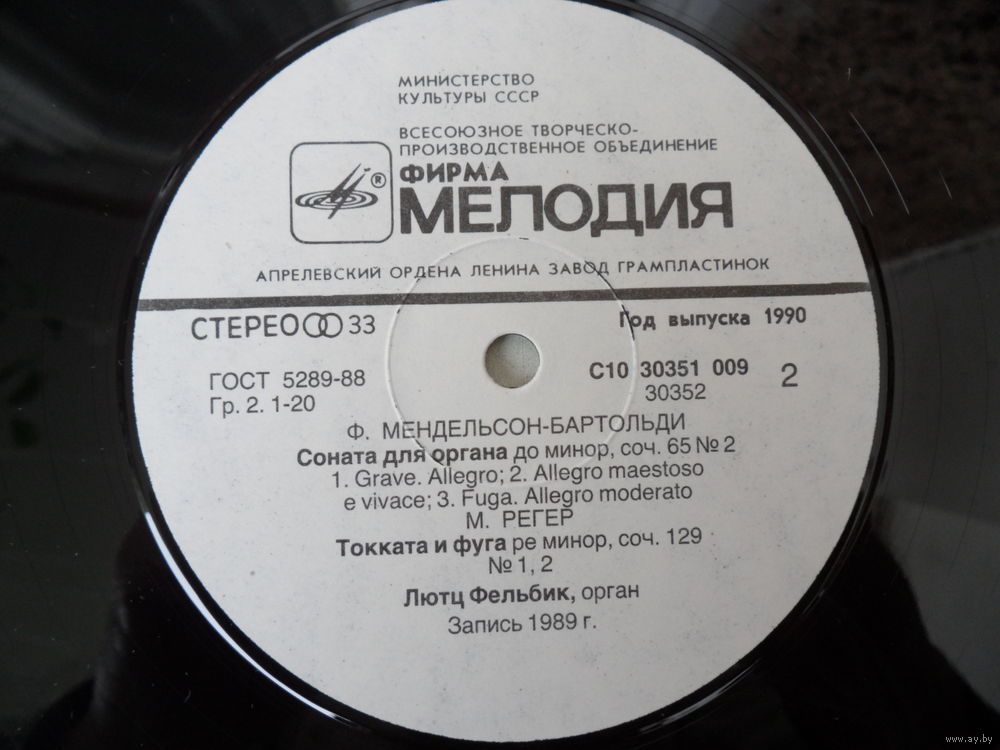 МИНИСТЕРСТВО
КУЛЬТУРЫ СССР
ВСЕСОЮЗНОЕ ТВОРЧЕСКО-
ПРОИЗВОДСТВЕННОЕ ОБЪЕДИНЕНИЕ
®
ФИРМА
МЕЛОДИЯ
АПРЕЛЕВСКИЙ ОРДЕНА ЛЕНИНА ЗАВОД ГРАМПЛАСТИНОК
СТЕРЕО 33
Год выпуска 1990
ГОСТ 5289-88
Гр. 2. 1-20
С10 30351 009
30352
2
Ф. МЕНДЕЛЬСОН-БАРТОЛЬДИ
Соната для органа до минор, соч. 65 № 2
1. Grave. Allegro; 2. Allegro maestoso
e vivace; 3. Fuga. Allegro moderato
М. РЕГЕР
Токката и фуга ре минор, соч. 129
№ 1, 2
Лютц Фельбик, орган
Запись 1989 г.
www.ay.by